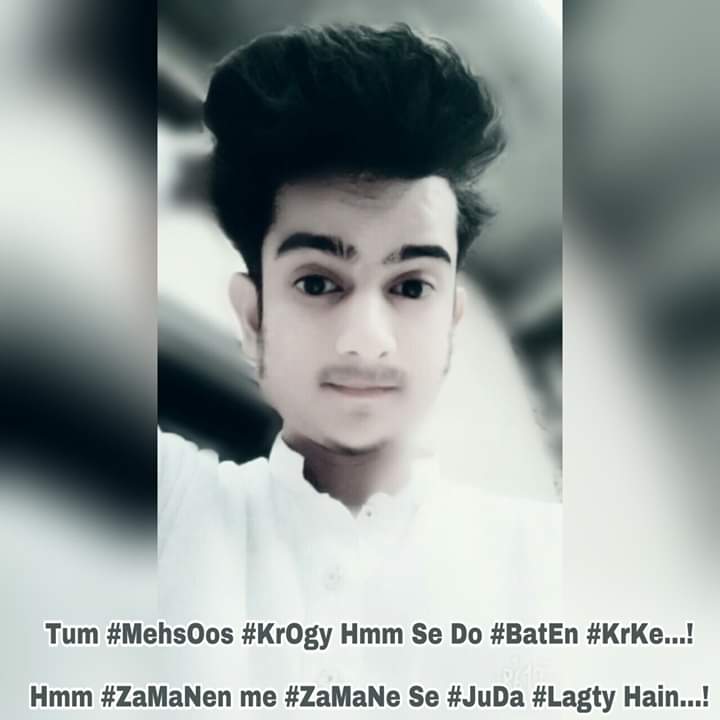 Tum #MehsOos #KrOgy Hmm Se Do #BatEn #KrKe...!
Hmm #ZaMaNen me #ZaMaNe Se #JuDa #Lagty Hain...!